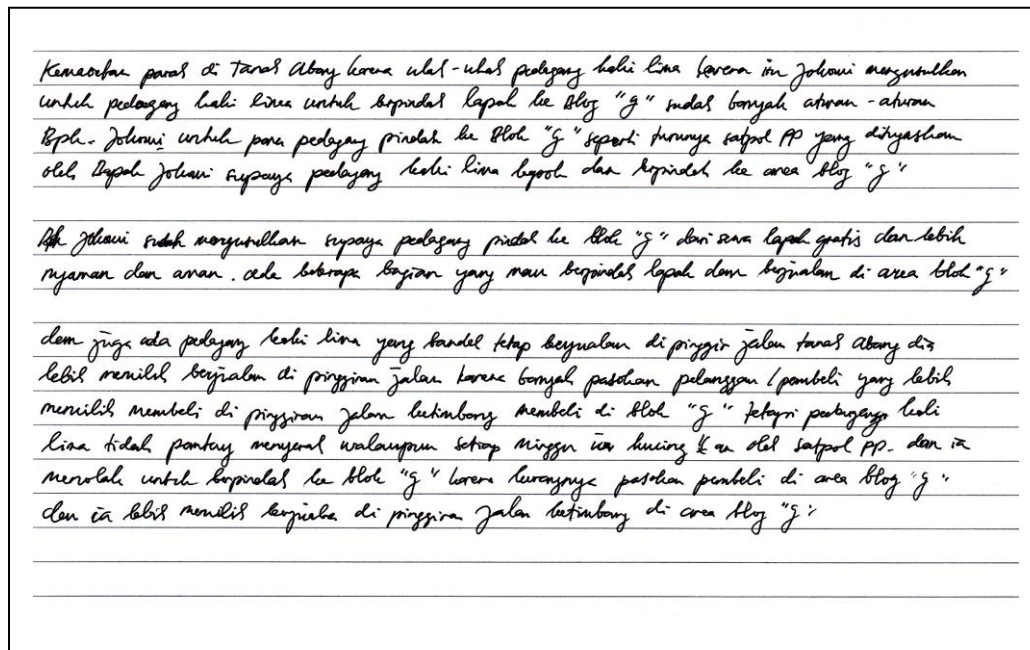 Kemacetan parah di Tanah Abang karena ulah-ulah pedagang kaki lima karena itu Jokowi mengusulkan
untuk pedagang kaki lima untuk berpindah lapak ke Blog "g" sudah banyak aturan-aturan
Bpk. Jokowi untuk para pedagang pindah ke Blok "g" seperti turunnya satpol PP yang ditugaskan
oleh Bapak Jokowi supaya pedagang kaki lima dan berpindah ke area blog "g"
Jokowi sudah mengusulkan supaya pedagang pindah ke blok "g" dari sewa lapak gratis dan lebih
nyaman dan aman. ada beberapa bagian yang mau berpindah lapak dan berjualan di area blok "g"
dan juga ada pedagang kaki lima yang bandel tetap berjualan di pinggir jalan tanah Abang dia
lebih memilih berjualan di pinggiran jalan karena banyak pasokan pelanggan/pembeli yang lebih
memilih membeli di pinggiran jalan ketimbang membeli di blok "g" tetapi kaki
lima tidak pantang menyerah walaupun setiap minggu oleh satpol PP. dan ia
menolak untuk berpindah ke blok "g" karena kurangnya pasokan pembeli di area blog "g"
dan ia lebih memilih di pinggiran jalan ketimbang di area blog "g"